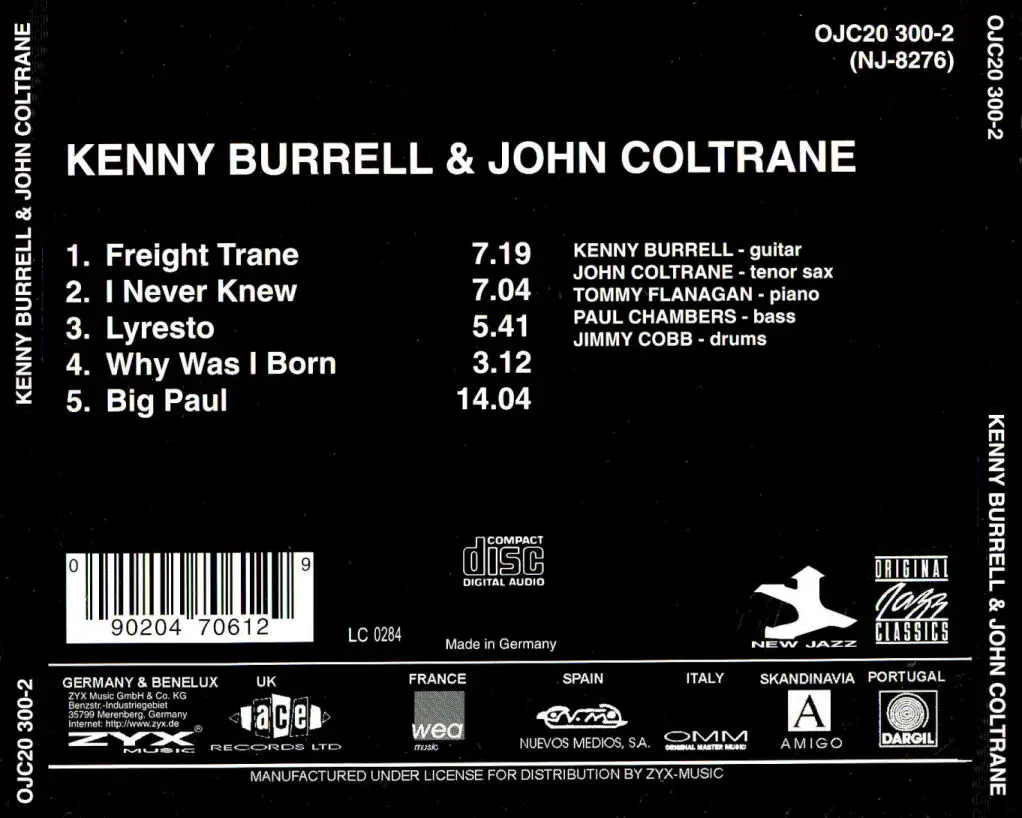 KENNY BURRELL & JOHN COLTRANE
OJC20 300-2
OJC20 300-2
(NJ-8276)
KENNY BURRELL & JOHN COLTRANE
1. Freight Trane 7.19
2. I Never Knew 7.04
3. Lyresto 5.41
4. Why Was I Born 3.12
5. Big Paul 14.04
KENNY BURRELL - guitar
JOHN COLTRANE - tenor sax
TOMMY FLANAGAN - piano
PAUL CHAMBERS - bass
JIMMY COBB - drums
0 90204 70612 9
LC 0284
COMPACT
disc
DIGITAL AUDIO
Made in Germany
NEW JAZZ
ORIGINAL
Jazz
CLASSICS
GERMANY & BENELUX
ZYX Music GmbH & Co. KG
Benzstr.-Industriegebiet
35799 Merenberg, Germany
Internet: http://www.zyx.de
ZYX®
MUSIC
UK
ace
RECORDS LTD
FRANCE
wea
music
SPAIN
NUEVOS MEDIOS, S.A.
ITALY
OMM
ORIGINAL MASTER MUSIC
SKANDINAVIA
A
AMIGO
PORTUGAL
DARGIL
MANUFACTURED UNDER LICENSE FOR DISTRIBUTION BY ZYX-MUSIC
OJC20 300-2
KENNY BURRELL & JOHN COLTRANE